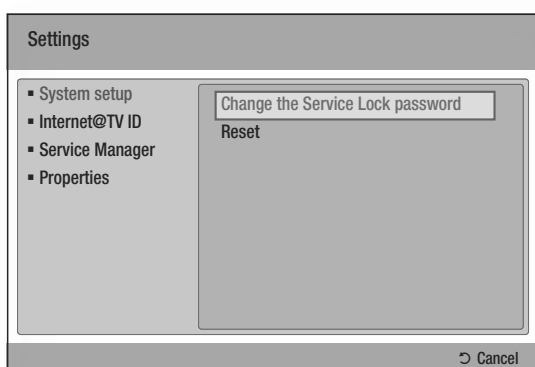 Settings
▪ System setup
▪ Internet@TV ID
▪ Service Manager
▪ Properties
Change the Service Lock password
Reset
⮌ Cancel